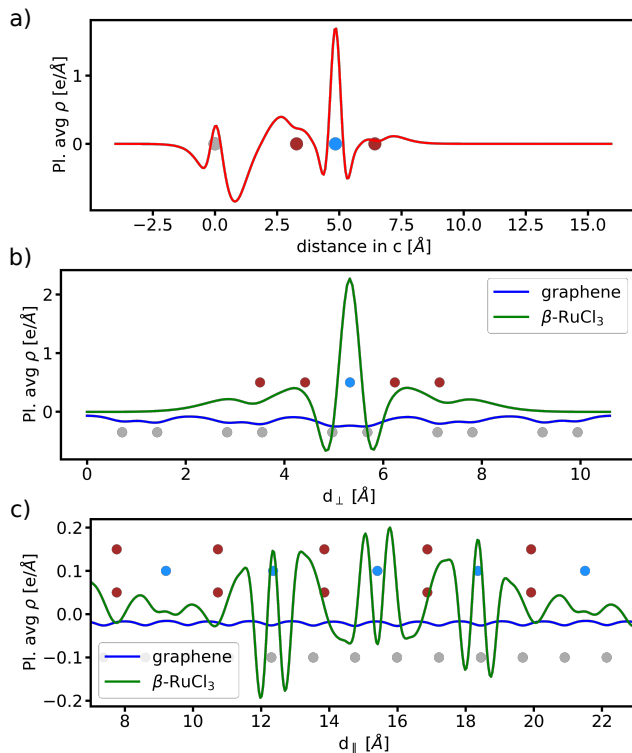 a)
Pl. avg ρ [e/Å]
1
0
−2.5 0.0 2.5 5.0 7.5 10.0 12.5 15.0
distance in c [Å]
b)
Pl. avg ρ [e/Å]
2
1
0
graphene
β-RuCl₃
0 2 4 6 8 10
d⊥ [Å]
c)
Pl. avg ρ [e/Å]
0.2
0.1
0.0
−0.1
−0.2
graphene
β-RuCl₃
8 10 12 14 16 18 20 22
d∥ [Å]